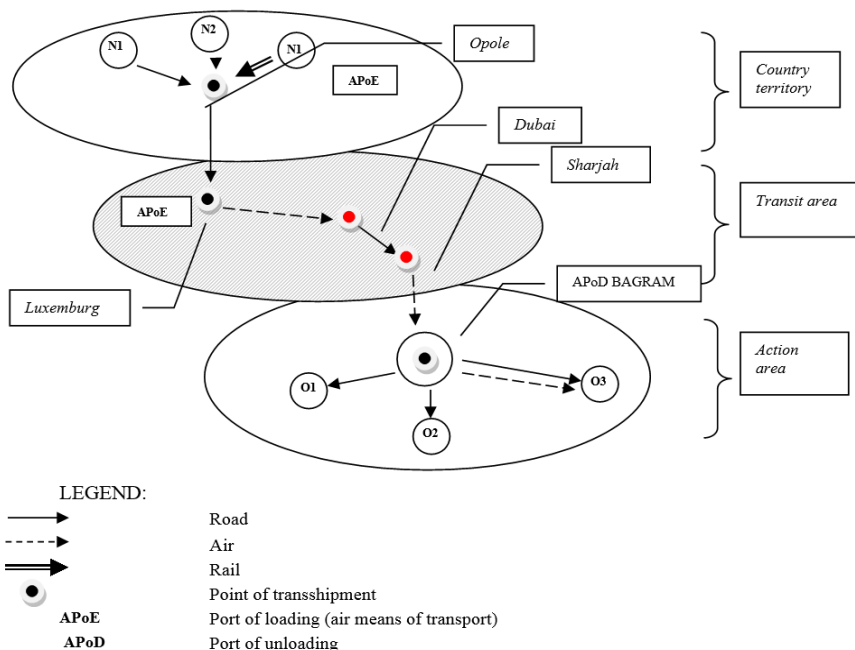 N2
N1
N1
Opole
APoE
Country
territory
Dubai
Sharjah
APoE
Transit area
Luxemburg
APoD BAGRAM
Action
area
O1
O3
O2
LEGEND:
Road
Air
Rail
Point of transshipment
APoE Port of loading (air means of transport)
APoD Port of unloading